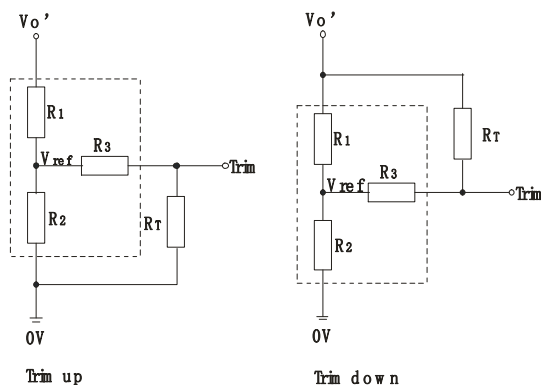 Vo’
R1
Vref
R3
Trim
R2
RT
0V
Trim up
Vo’
R1
RT
Vref
R3
Trim
R2
0V
Trim down